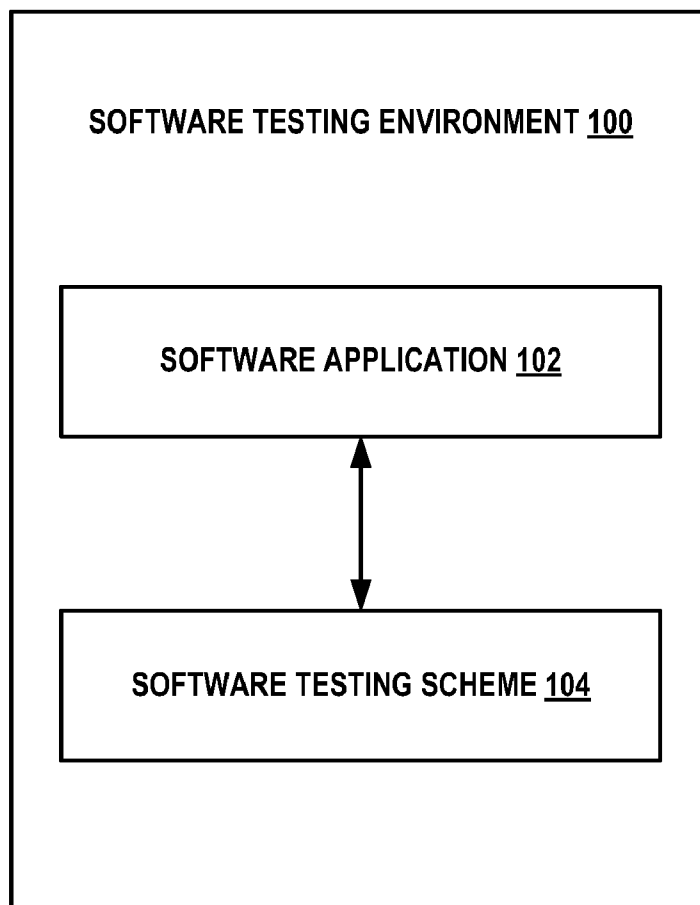 SOFTWARE TESTING ENVIRONMENT 100
SOFTWARE APPLICATION 102
SOFTWARE TESTING SCHEME 104